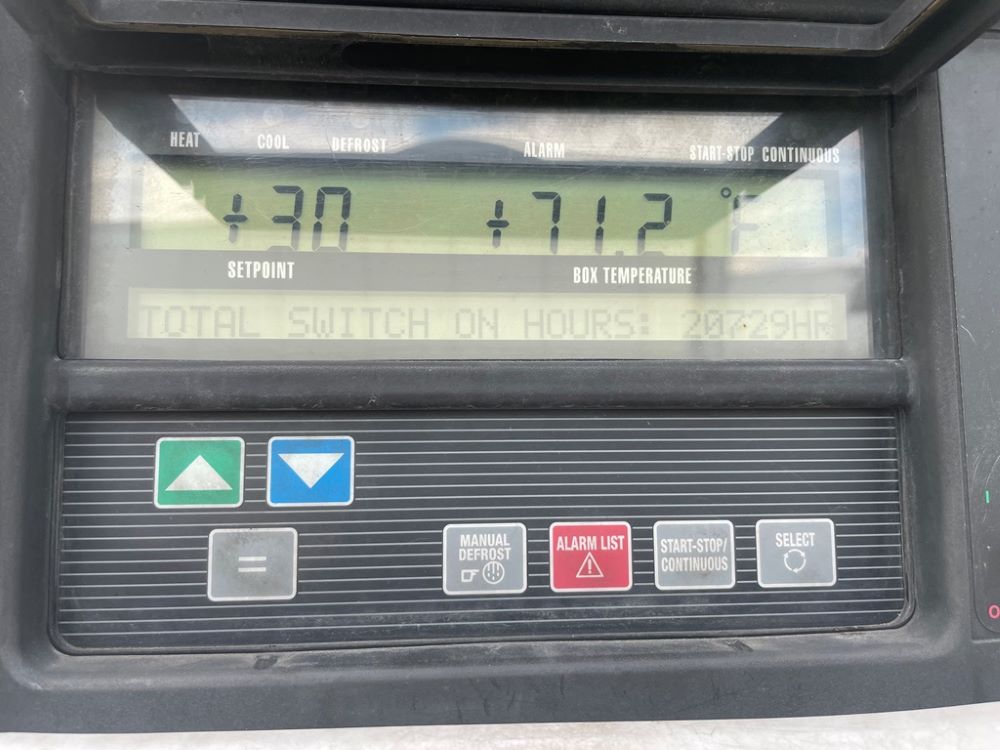 HEAT COOL DEFROST ALARM START-STOP CONTINUOUS
+30 +71.2 °F
SETPOINT BOX TEMPERATURE
TOTAL SWITCH ON HOURS: 20729HR
=
MANUAL DEFROST
ALARM LIST
START-STOP/
CONTINUOUS
SELECT
I
O